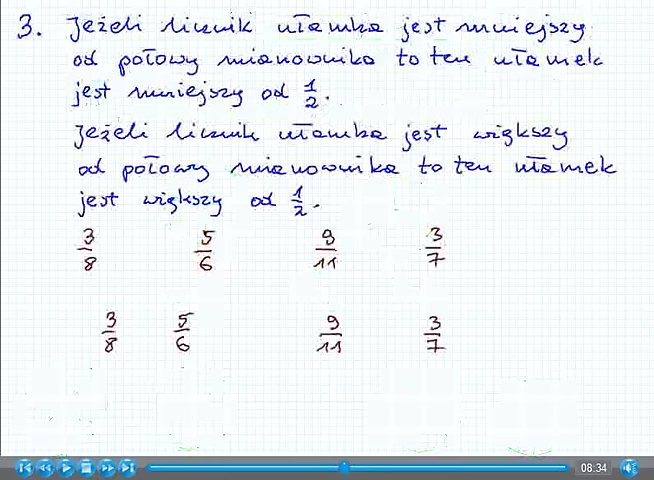 3. Jeżeli licznik ułamka jest mniejszy
od połowy mianownika to ten ułamek
jest mniejszy od 1/2.
Jeżeli licznik ułamka jest większy
od połowy mianownika to ten ułamek
jest większy od 1/2.
3/8 5/6 9/11 3/7
3/8 5/6 9/11 3/7
08:34